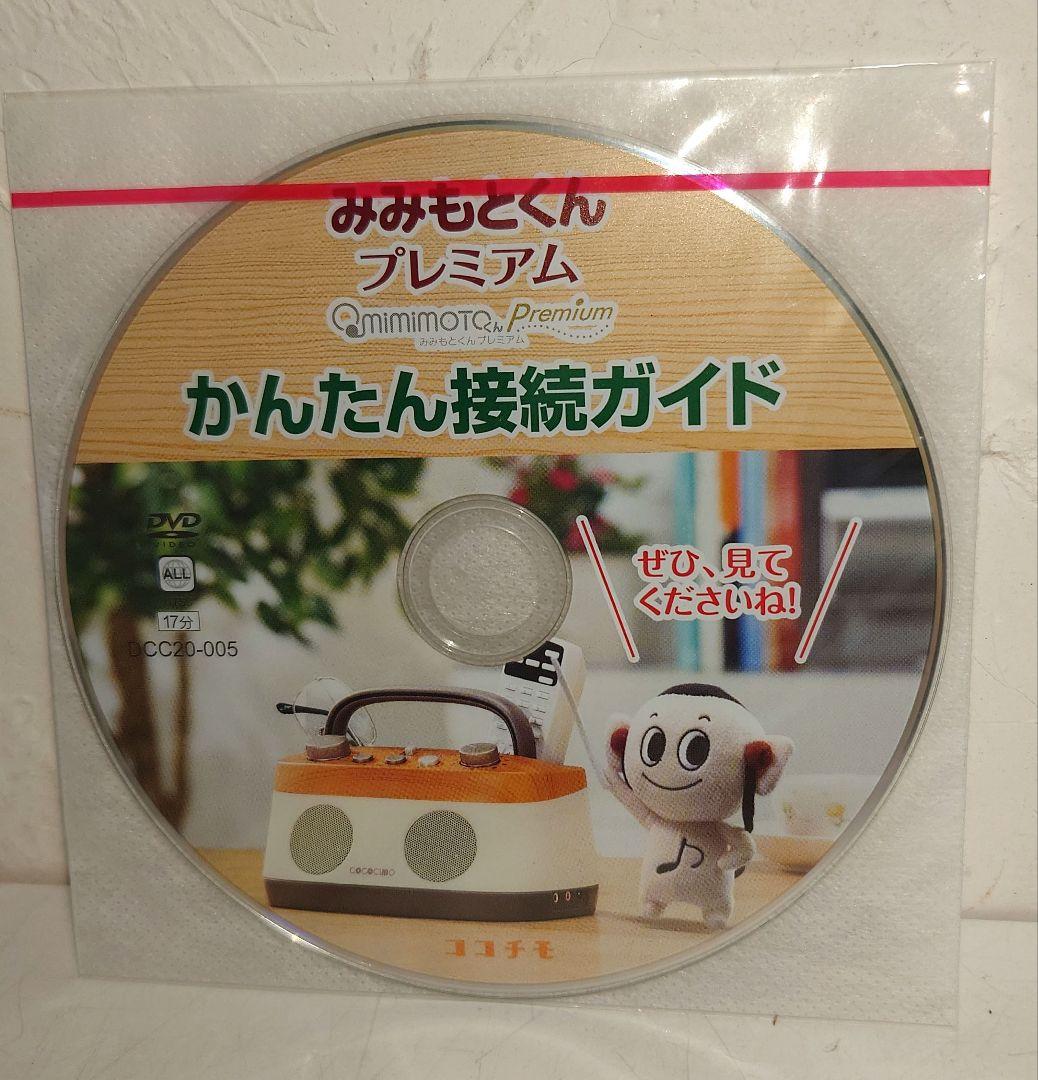 みみもとくん
プレミアム
mimimoToくん Premium
みみもとくんプレミアム
かんたん接続ガイド
DVD
VIDEO
ALL
17分
DCC20-005
ぜひ、見て
くださいね!
ココチモ